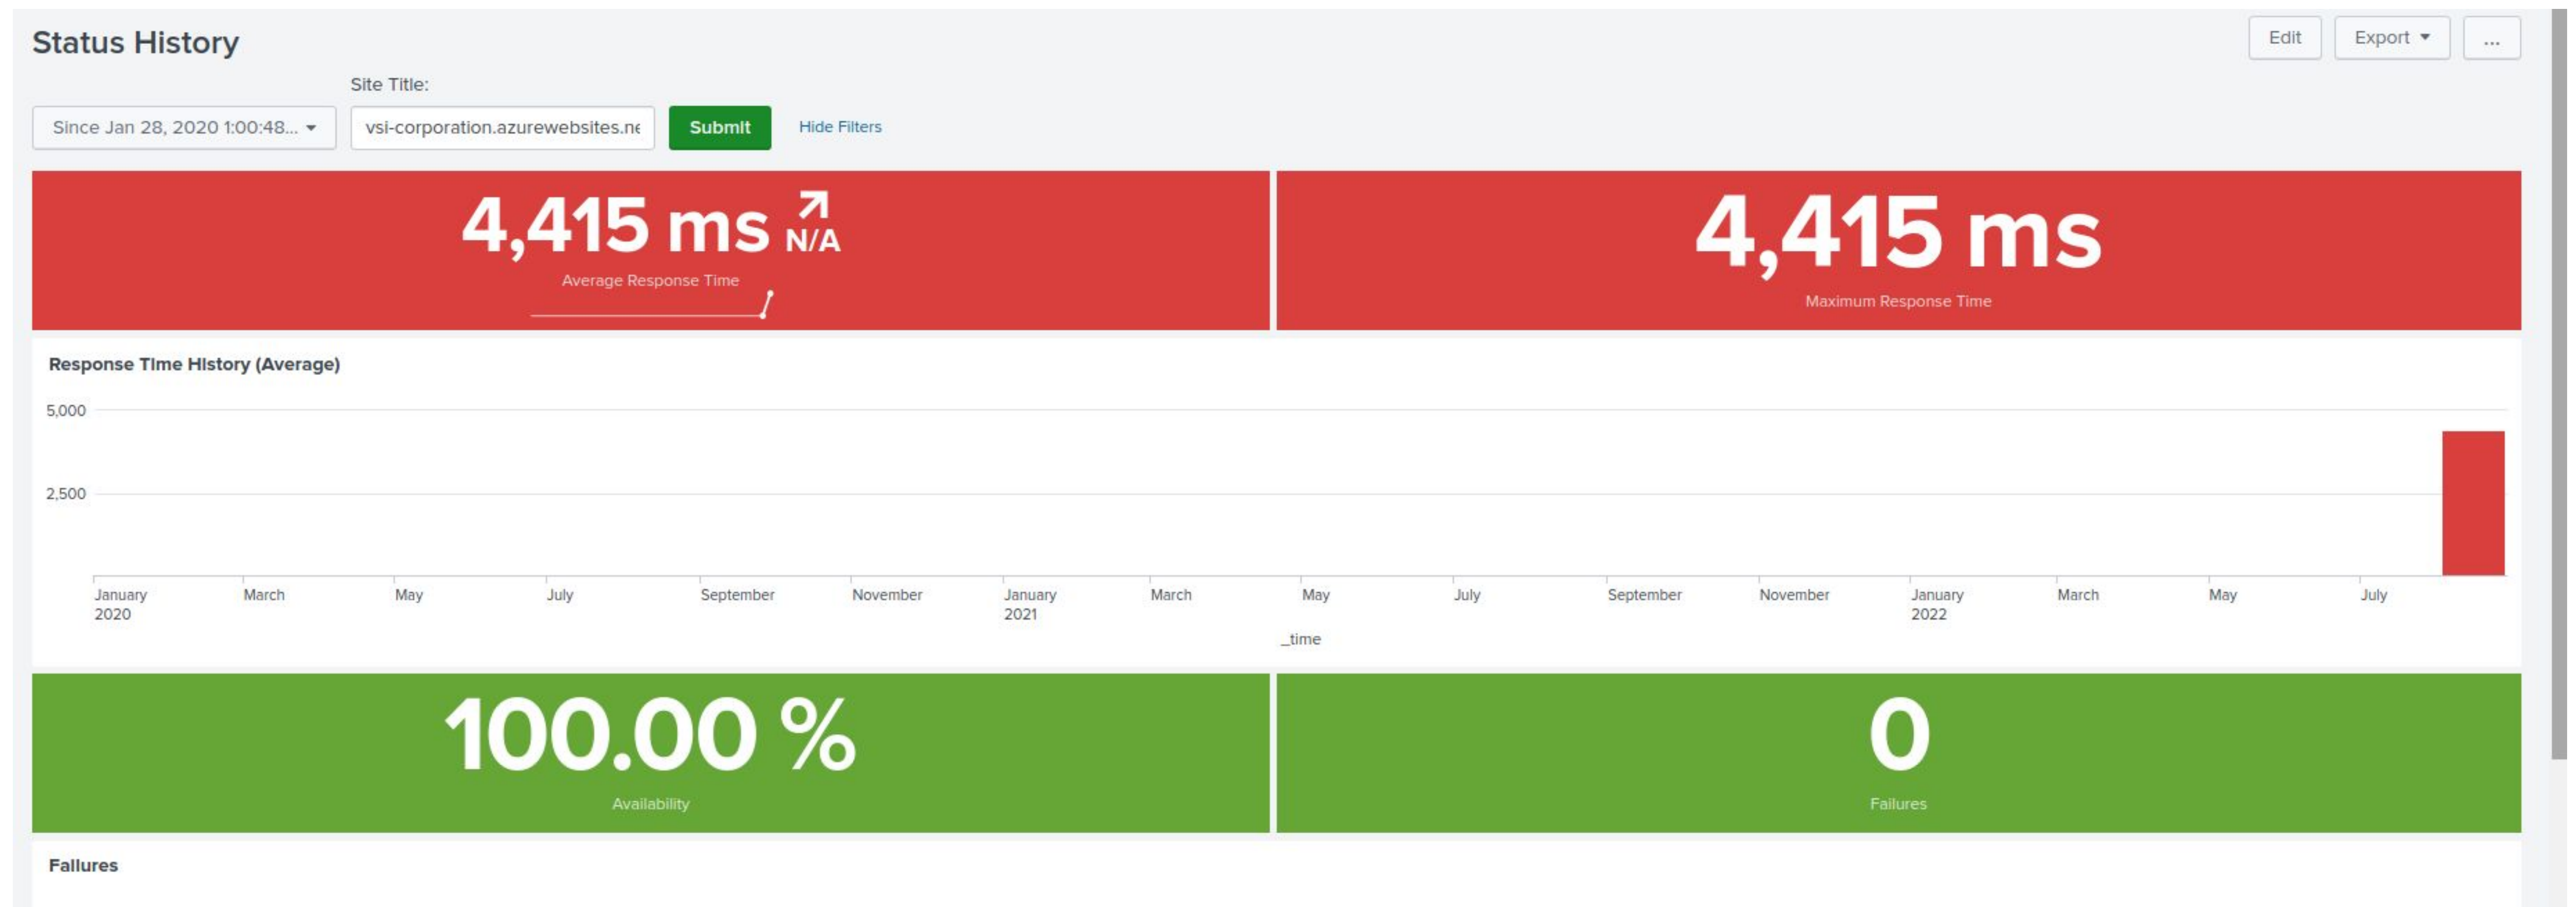 Status History
Edit
Export
...
Site Title:
Since Jan 28, 2020 1:00:48...
vsi-corporation.azurewebsites.ne
Submit
Hide Filters
4,415 ms
N/A
Average Response Time
4,415 ms
Maximum Response Time
Response Time History (Average)
5,000
2,500
January March May July September November January March May July September November January March May July
2020 2021 2022
_time
100.00 %
Availability
0
Failures
Failures